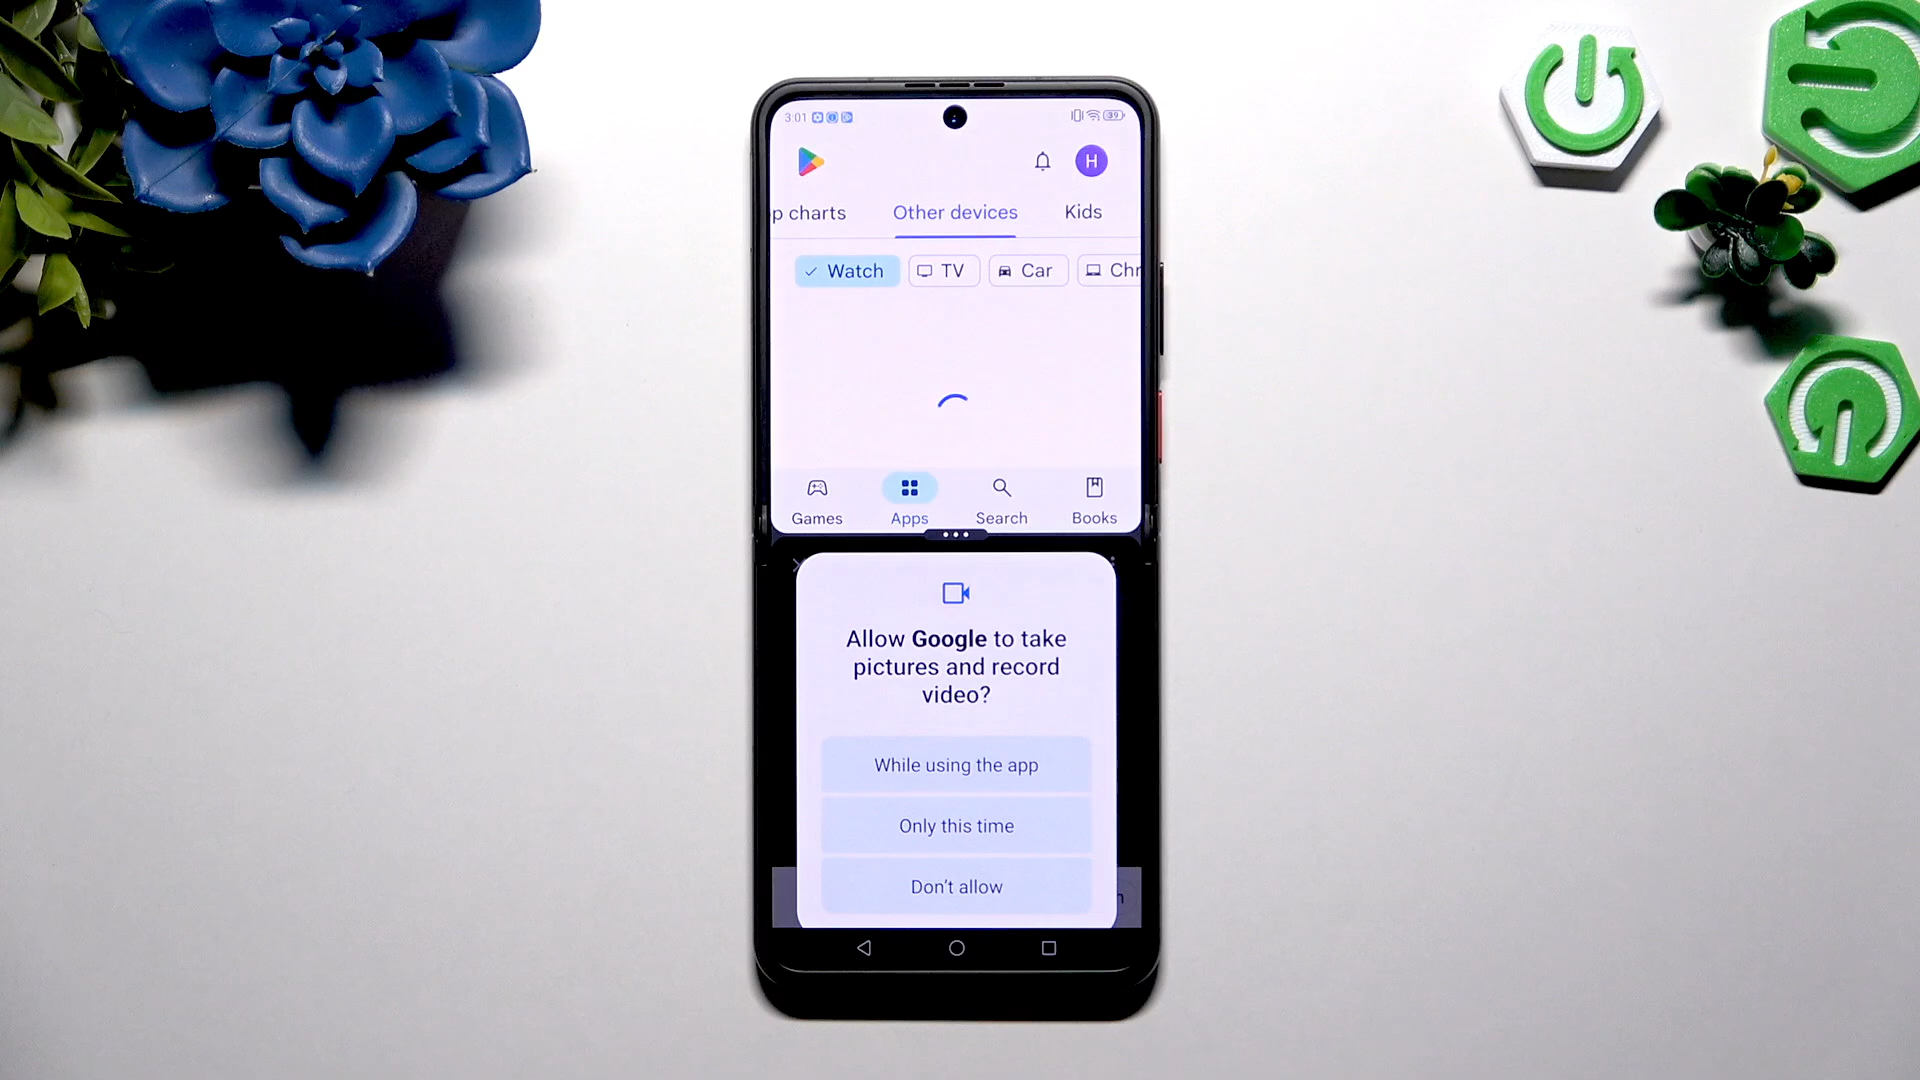 3:01 39
H
p charts Other devices Kids
Watch TV Car Chr
Games Apps Search Books
Allow Google to take
pictures and record
video?
While using the app
Only this time
Don't allow